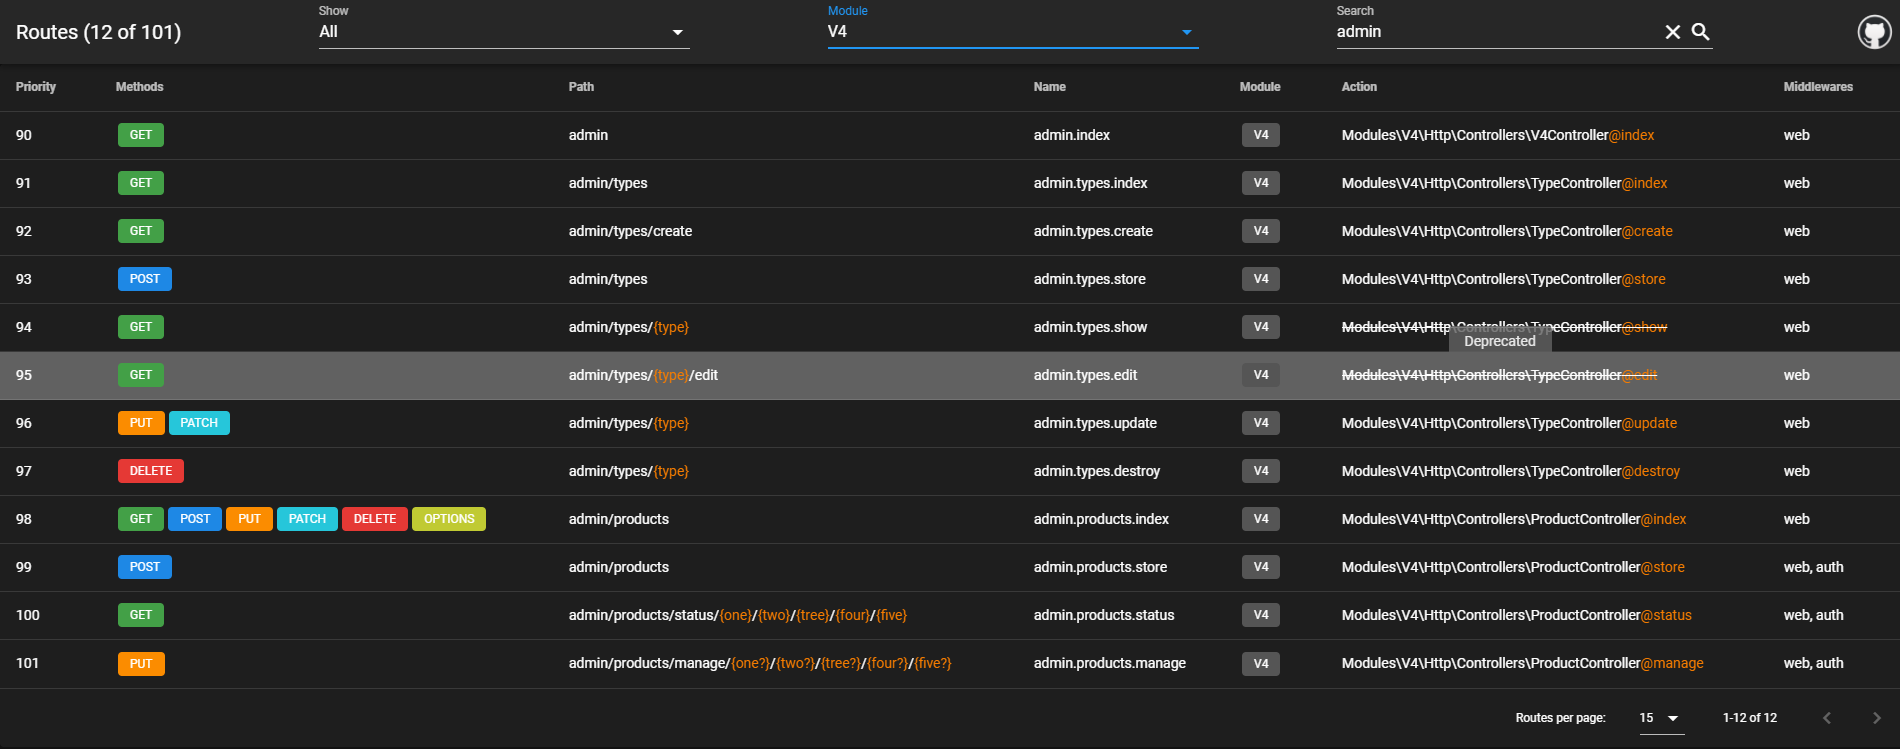 Routes (12 of 101)
Show
All
Module
V4
Search
admin
Priority Methods Path Name Module Action Middlewares
90 GET admin admin.index V4 Modules\V4\Http\Controllers\V4Controller@index web
91 GET admin/types admin.types.index V4 Modules\V4\Http\Controllers\TypeController@index web
92 GET admin/types/create admin.types.create V4 Modules\V4\Http\Controllers\TypeController@create web
93 POST admin/types admin.types.store V4 Modules\V4\Http\Controllers\TypeController@store web
94 GET admin/types/{type} admin.types.show V4 Modules\V4\Http\Controllers\TypeController@show web
Deprecated
95 GET admin/types/{type}/edit admin.types.edit V4 Modules\V4\Http\Controllers\TypeController@edit web
96 PUT PATCH admin/types/{type} admin.types.update V4 Modules\V4\Http\Controllers\TypeController@update web
97 DELETE admin/types/{type} admin.types.destroy V4 Modules\V4\Http\Controllers\TypeController@destroy web
98 GET POST PUT PATCH DELETE OPTIONS admin/products admin.products.index V4 Modules\V4\Http\Controllers\ProductController@index web
99 POST admin/products admin.products.store V4 Modules\V4\Http\Controllers\ProductController@store web, auth
100 GET admin/products/status/{one}/{two}/{tree}/{four}/{five} admin.products.status V4 Modules\V4\Http\Controllers\ProductController@status web, auth
101 PUT admin/products/manage/{one?}/{two?}/{tree?}/{four?}/{five?} admin.products.manage V4 Modules\V4\Http\Controllers\ProductController@manage web, auth
Routes per page: 15 1-12 of 12